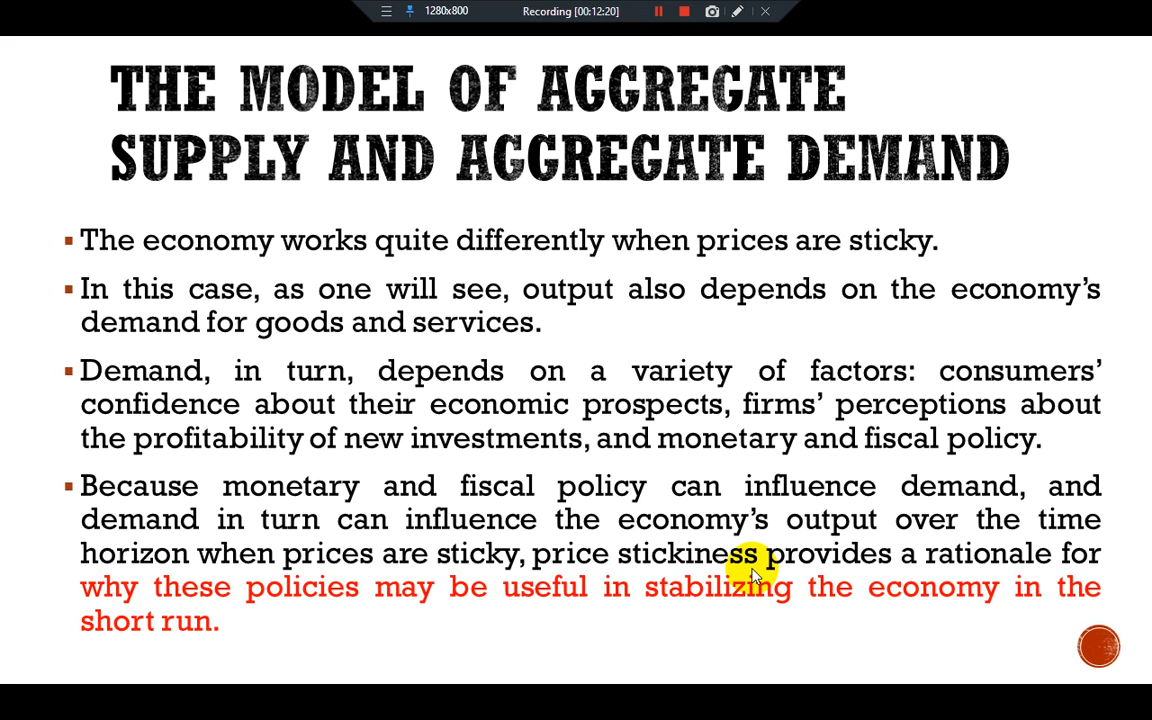 1280x800
Recording [00:12:20]
THE MODEL OF AGGREGATE
SUPPLY AND AGGREGATE DEMAND
▪ The economy works quite differently when prices are sticky.
▪ In this case, as one will see, output also depends on the economy’s
demand for goods and services.
▪ Demand, in turn, depends on a variety of factors: consumers’
confidence about their economic prospects, firms’ perceptions about
the profitability of new investments, and monetary and fiscal policy.
▪ Because monetary and fiscal policy can influence demand, and
demand in turn can influence the economy’s output over the time
horizon when prices are sticky, price stickiness provides a rationale for
why these policies may be useful in stabilizing the economy in the
short run.